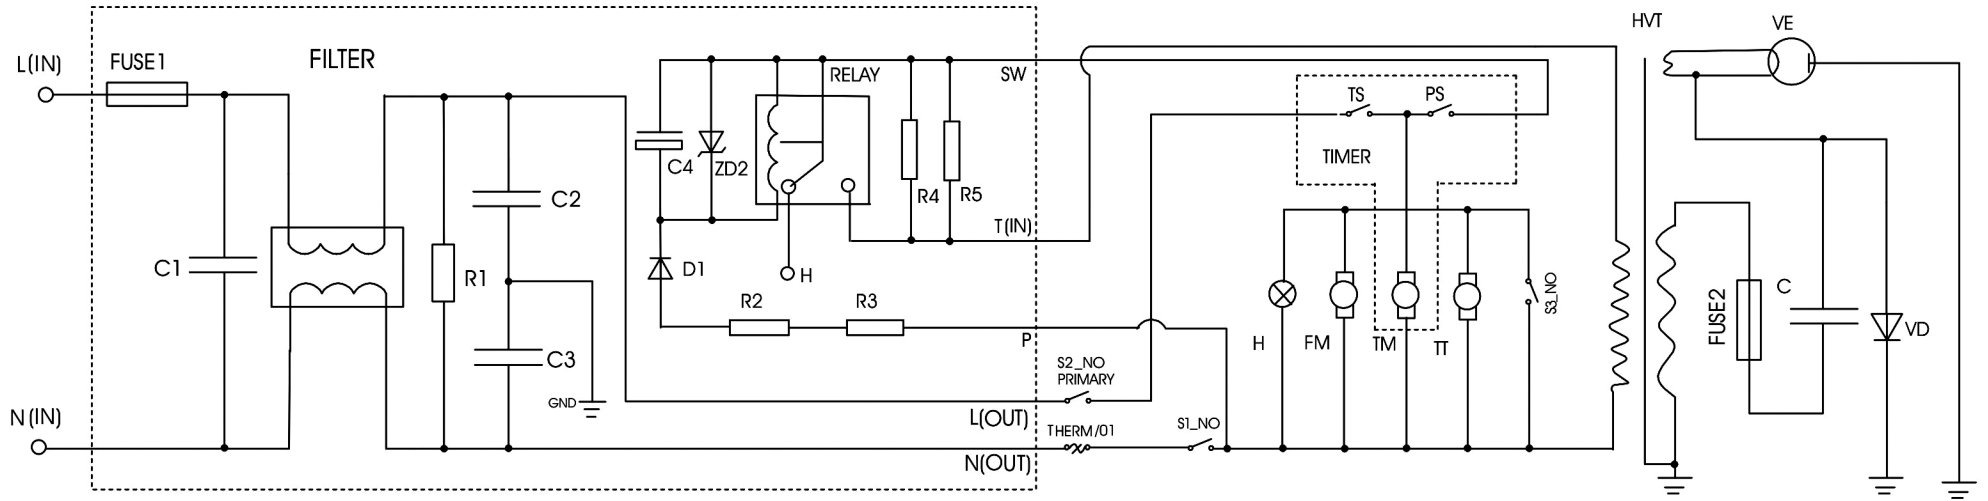 HVT
VE
L(IN)
FUSE1
FILTER
RELAY
SW
TS
PS
C4
ZD2
R4
R5
TIMER
C1
C2
R1
D1
H
T(IN)
R2
R3
P
C3
GND
S2_NO
PRIMARY
H
FM
TM
TT
S3_NO
FUSE2
C
VD
N(IN)
L(OUT)
THERM/01
S1_NO
N(OUT)